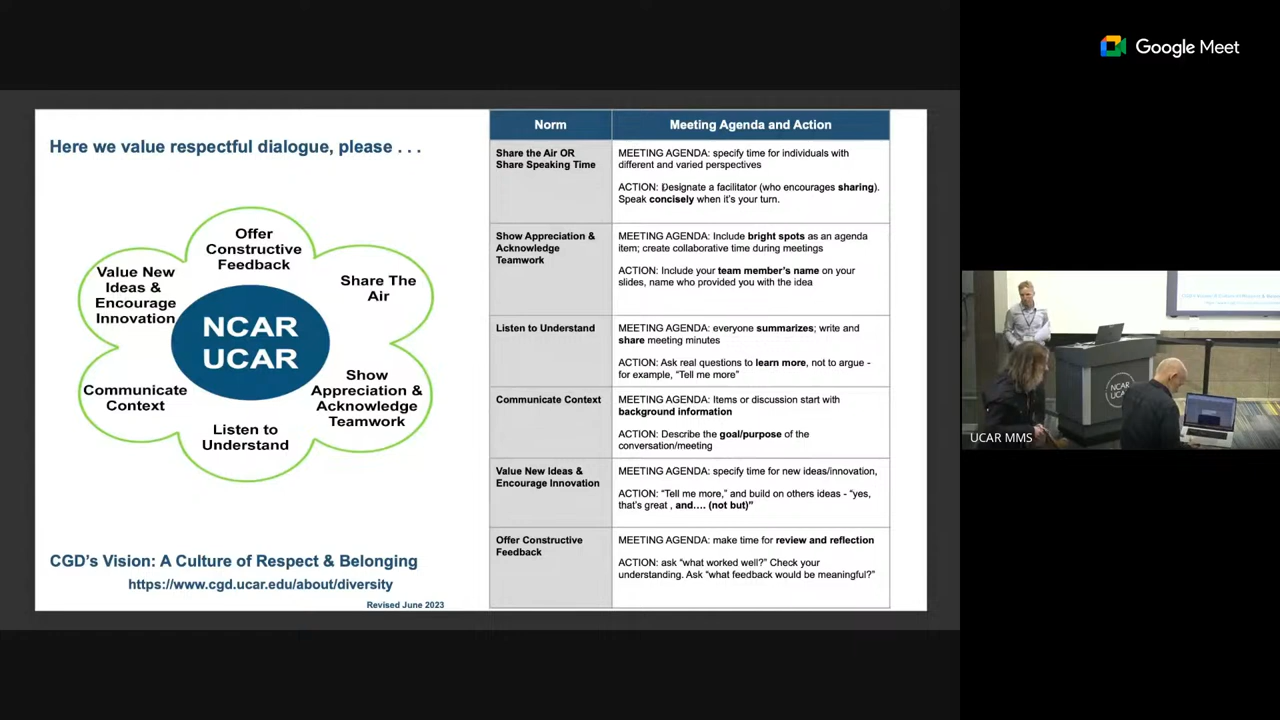 Google Meet
Here we value respectful dialogue, please . . .
Offer
Constructive
Feedback
Value New
Ideas &
Encourage
Innovation
Share The
Air
NCAR
UCAR
Communicate
Context
Show
Appreciation &
Acknowledge
Teamwork
Listen to
Understand
CGD's Vision: A Culture of Respect & Belonging
https://www.cgd.ucar.edu/about/diversity
Revised June 2023
Norm
Meeting Agenda and Action
Share the Air OR
Share Speaking Time
MEETING AGENDA: specify time for individuals with
different and varied perspectives
ACTION: Designate a facilitator (who encourages sharing).
Speak concisely when it's your turn.
Show Appreciation &
Acknowledge
Teamwork
MEETING AGENDA: Include bright spots as an agenda
item; create collaborative time during meetings
ACTION: Include your team member's name on your
slides, name who provided you with the idea
Listen to Understand
MEETING AGENDA: everyone summarizes; write and
share meeting minutes
ACTION: Ask real questions to learn more, not to argue -
for example, "Tell me more"
Communicate Context
MEETING AGENDA: Items or discussion start with
background information
ACTION: Describe the goal/purpose of the
conversation/meeting
Value New Ideas &
Encourage Innovation
MEETING AGENDA: specify time for new ideas/innovation,
ACTION: "Tell me more," and build on others ideas - "yes,
that's great , and.... (not but)"
Offer Constructive
Feedback
MEETING AGENDA: make time for review and reflection
ACTION: ask "what worked well?" Check your
understanding. Ask "what feedback would be meaningful?"
NCAR
UCAR
UCAR MMS